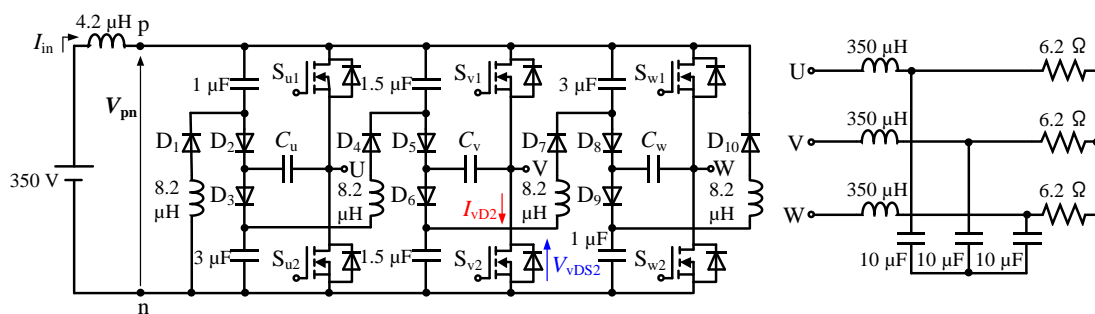 4.2 µH p
I_in
V_pn
350 V
n
1 µF
S_u1
D_1
D_2
C_u
U
8.2 µH
D_3
3 µF
S_u2
1.5 µF
S_v1
D_4
D_5
C_v
V
8.2 µH
D_6
I_vD2
1.5 µF
S_v2
V_vDS2
3 µF
S_w1
D_7
D_8
C_w
W
D_10
8.2 µH
D_9
8.2 µH
1 µF
S_w2
350 µH
6.2 Ω
U
350 µH
6.2 Ω
V
350 µH
6.2 Ω
W
10 µF 10 µF 10 µF